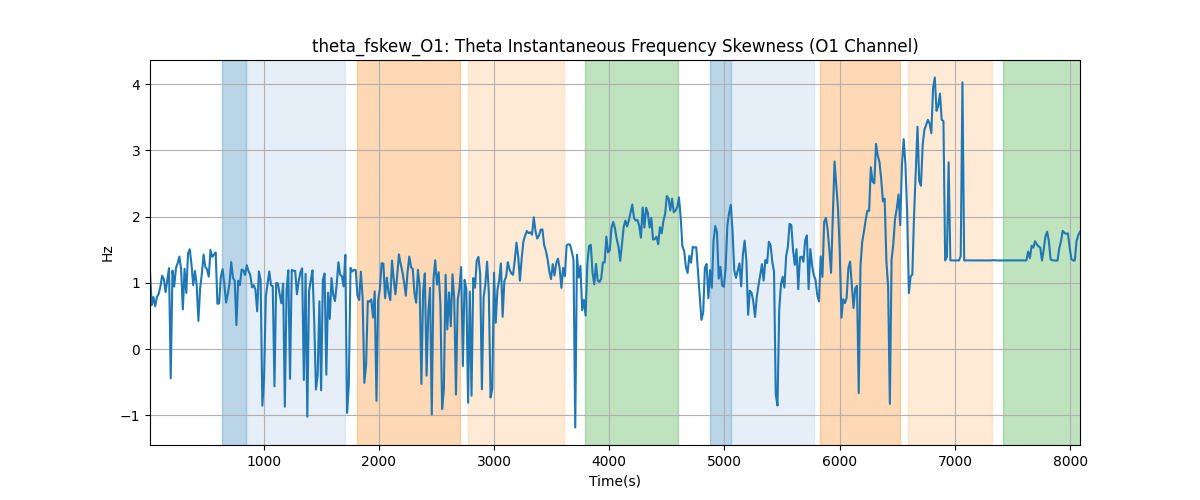 theta_fskew_O1: Theta Instantaneous Frequency Skewness (O1 Channel)
4
3
2
1
0
−1
Hz
1000 2000 3000 4000 5000 6000 7000 8000
Time(s)